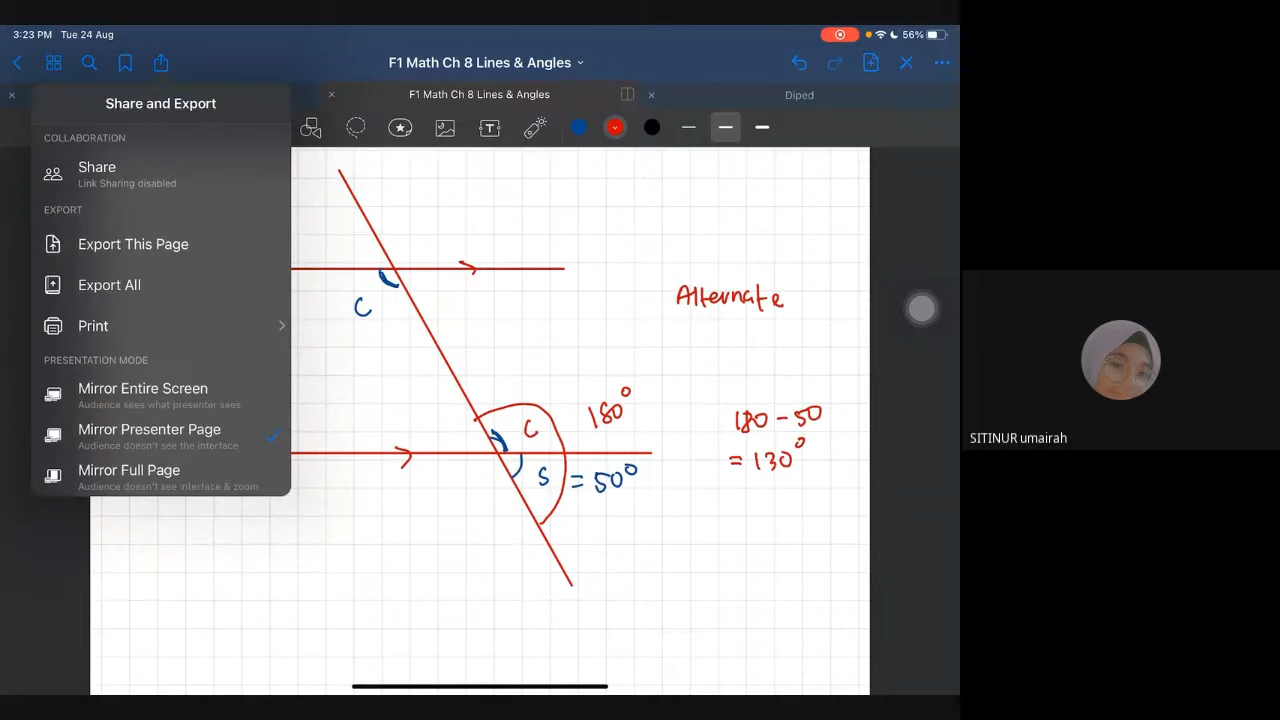 3:23 PM Tue 24 Aug
56%
F1 Math Ch 8 Lines & Angles
F1 Math Ch 8 Lines & Angles
Diped
Share and Export
COLLABORATION
Share
Link Sharing disabled
EXPORT
Export This Page
Export All
Print
PRESENTATION MODE
Mirror Entire Screen
Audience sees what presenter sees
Mirror Presenter Page
Audience doesn't see the interface
Mirror Full Page
Audience doesn't see interface & zoom
C
Alternate
180°
C
S = 50°
180 - 50
= 130°
SITINUR umairah